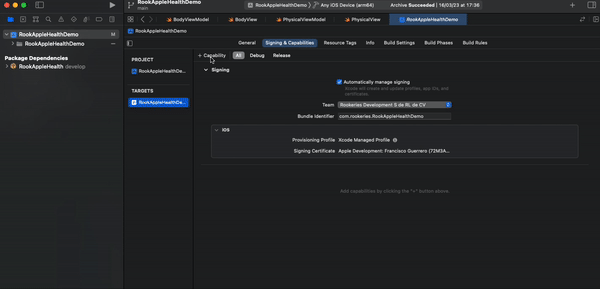 RookAppleHealthDemo
main
RookAppleHealthDemo
Any iOS Device (arm64)
Archive Succeeded | 16/03/23 at 17:36
BodyViewModel
BodyView
PhysicalViewModel
PhysicalView
RookAppleHealthDemo
RookAppleHealthDemo
RookAppleHealthDemo
RookAppleHealthDemo
M
Package Dependencies
RookAppleHealth develop
General
Signing & Capabilities
Resource Tags
Info
Build Settings
Build Phases
Build Rules
PROJECT
RookAppleHealthDe...
TARGETS
RookAppleHealthDe...
+ Capability
All
Debug
Release
Signing
Automatically manage signing
Xcode will create and update profiles, app IDs, and
certificates.
Team
Rookeries Development S de RL de CV
Bundle Identifier
com.rookeries.RookAppleHealthDemo
iOS
Provisioning Profile
Xcode Managed Profile
Signing Certificate
Apple Development: Francisco Guerrero (72M3A...
Add capabilities by clicking the "+" button above.